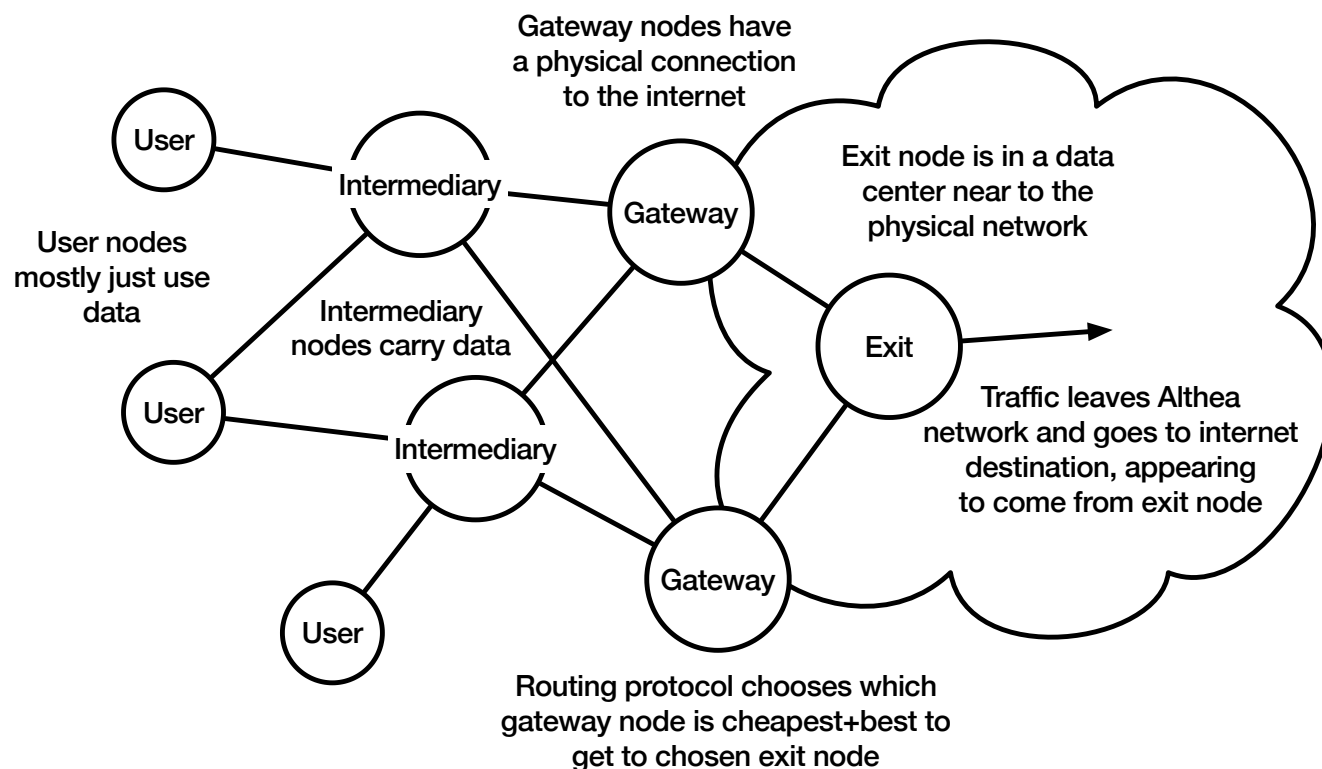 Gateway nodes have
a physical connection
to the internet
User
Intermediary
Gateway
Exit node is in a data
center near to the
physical network
User nodes
mostly just use
data
Intermediary
nodes carry data
Exit
User
Intermediary
Traffic leaves Althea
network and goes to internet
destination, appearing
to come from exit node
Gateway
User
Routing protocol chooses which
gateway node is cheapest+best to
get to chosen exit node